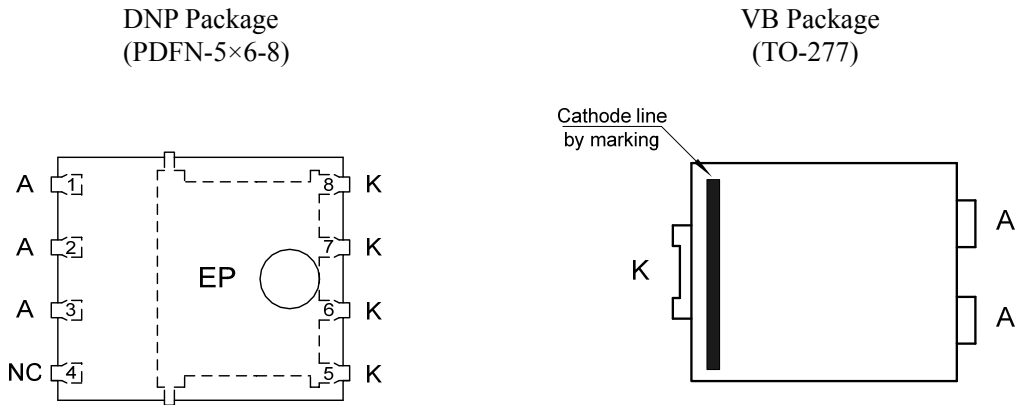 DNP Package
(PDFN-5×6-8)
A 1
A 2
A 3
NC 4
EP
8 K
7 K
6 K
5 K
VB Package
(TO-277)
Cathode line
by marking
K
A
A